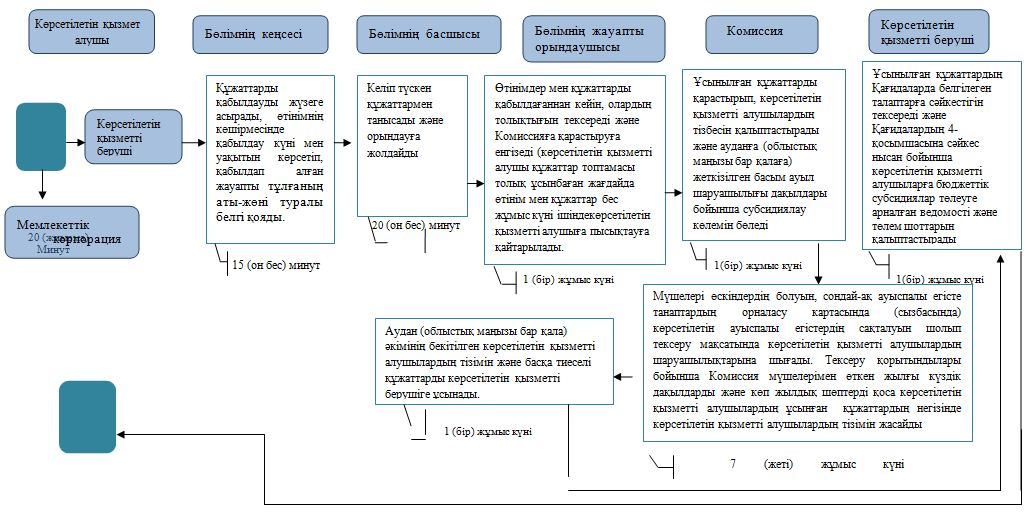 Көрсетілетін қызмет
алушы
Бөлімнің кеңсесі
Бөлімнің басшысы
Бөлімнің жауапты
орындаушысы
Комиссия
Көрсетілетін
қызметті беруші
Көрсетілетін
қызметті
беруші
Мемлекеттік
корпорация
20 (жиырма)
Минут
Құжаттарды
қабылдауды жүзеге
асырады, өтінімнің
көшірмесінде
қабылдау күні мен
уақытын көрсетіп,
қабылдап алған
жауапты тұлғаның
аты-жөні туралы
белгі қояды.
15 (он бес) минут
Келіп түскен
құжаттармен
танысады және
орындауға
жолдайды
20 (он бес) минут
Өтінімдер мен құжаттарды
қабылдағаннан кейін, олардың
толықтығын тексереді және
Комиссияға қарастыруға
енгізеді (көрсетілетін қызметті
алушы құжаттар топтамасы
толық ұсынбаған жағдайда
өтінім мен құжаттар бес
жұмыс күні ішіндекөрсетілетін
қызметті алушыға пысықтауға
қайтарылады.
1 (бір) жұмыс күні
Ұсынылған құжаттарды
қарастырып, көрсетілетін
қызметті алушылардың
тізбесін қалыптастырады
және ауданға (облыстық
маңызы бар қалаға)
жеткізілген басым ауыл
шаруашылығы дақылдары
бойынша субсидиялау
көлемін бөледі
1(бір) жұмыс күні
Ұсынылған құжаттардың
Қағидаларда белгілеген
талаптарға сәйкестігін
тексереді және
Қағидалардың 4-
қосымшасына сәйкес
нысан бойынша
көрсетілетін қызметті
алушыларға бюджеттік
субсидиялар төлеуге
арналған ведомості және
төлем шоттарын
қалыптастырады
1(бір) жұмыс күні
Мүшелері өскіндердің болуын, сондай-ақ ауыспалы егісте
танаптардың орналасу картасында (сызбасында)
көрсетілетін ауыспалы егістердің сақталуын шолып
тексеру мақсатында көрсетілетін қызметті алушылардың
шаруашылықтарына шығады. Тексеру қорытындылары
бойынша Комиссия мүшелерімен өткен жылғы күздік
дақылдарды және көп жылдық шөптерді қоса көрсетілетін
қызметті алушылардың ұсынған құжаттардың негізінде
көрсетілетін қызметті алушылардың тізімін жасайды
7 (жеті) жұмыс күні
Аудан (облыстық маңызы бар қала)
әкімінің бекітілген көрсетілетін қызметті
алушылардың тізімін және басқа тиеселі
құжаттарды көрсетілетін қызметті
берушіге ұсынады.
1 (бір) жұмыс күні